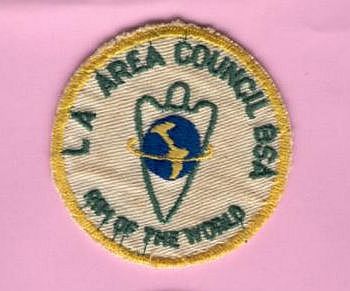 L A AREA COUNCIL BSA
OF THE WORLD